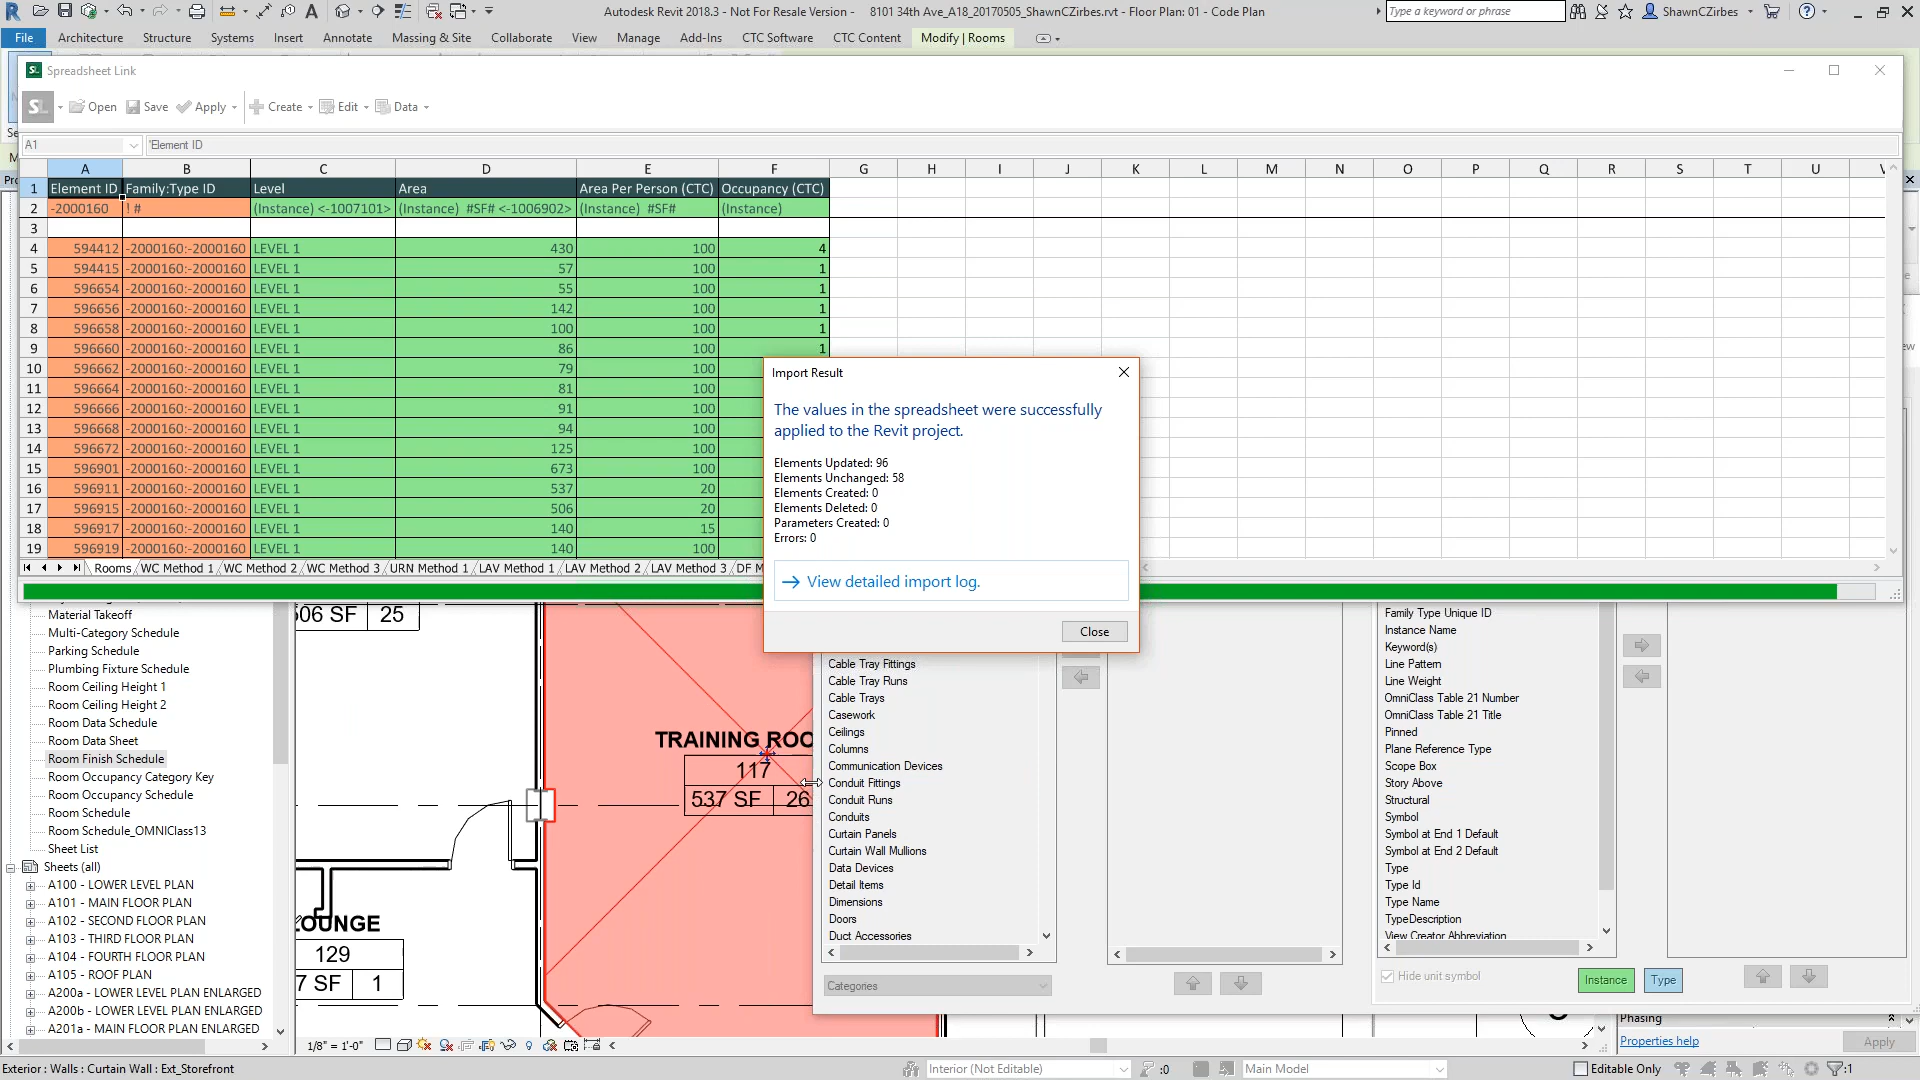 Autodesk Revit 2018.3 - Not For Resale Version - 8101 34th Ave_A18_20170505_ShawnCZirbes.rvt - Floor Plan: 01 - Code Plan
Type a keyword or phrase
ShawnCZirbes
File Architecture Structure Systems Insert Annotate Massing & Site Collaborate View Manage Add-Ins CTC Software CTC Content Modify | Rooms
SL Spreadsheet Link
SL Open Save Apply Create Edit Data
A1 'Element ID
A B C D E F G H I J K L M N O P Q R S T U
1 Element ID Family:Type ID Level Area Area Per Person (CTC) Occupancy (CTC)
2 -2000160 ! # (Instance) <-1007101> (Instance) #SF# <-1006902> (Instance) #SF# (Instance)
3
4 594412 -2000160:-2000160 LEVEL 1 430 100 4
5 594415 -2000160:-2000160 LEVEL 1 57 100 1
6 596654 -2000160:-2000160 LEVEL 1 55 100 1
7 596656 -2000160:-2000160 LEVEL 1 142 100 1
8 596658 -2000160:-2000160 LEVEL 1 100 100 1
9 596660 -2000160:-2000160 LEVEL 1 86 100 1
10 596662 -2000160:-2000160 LEVEL 1 79 100
11 596664 -2000160:-2000160 LEVEL 1 81 100
12 596666 -2000160:-2000160 LEVEL 1 91 100
13 596668 -2000160:-2000160 LEVEL 1 94 100
14 596672 -2000160:-2000160 LEVEL 1 125 100
15 596901 -2000160:-2000160 LEVEL 1 673 100
16 596911 -2000160:-2000160 LEVEL 1 537 20
17 596915 -2000160:-2000160 LEVEL 1 506 20
18 596917 -2000160:-2000160 LEVEL 1 140 15
19 596919 -2000160:-2000160 LEVEL 1 140 100
Rooms WC Method 1 WC Method 2 WC Method 3 URN Method 1 LAV Method 1 LAV Method 2 LAV Method 3 DF M
Import Result
The values in the spreadsheet were successfully
applied to the Revit project.
Elements Updated: 96
Elements Unchanged: 58
Elements Created: 0
Elements Deleted: 0
Parameters Created: 0
Errors: 0
View detailed import log.
Close
Material Takeoff
Multi-Category Schedule
Parking Schedule
Plumbing Fixture Schedule
Room Ceiling Height 1
Room Ceiling Height 2
Room Data Schedule
Room Data Sheet
Room Finish Schedule
Room Occupancy Category Key
Room Occupancy Schedule
Room Schedule
Room Schedule_OMNIClass13
Sheet List
Sheets (all)
A100 - LOWER LEVEL PLAN
A101 - MAIN FLOOR PLAN
A102 - SECOND FLOOR PLAN
A103 - THIRD FLOOR PLAN
A104 - FOURTH FLOOR PLAN
A105 - ROOF PLAN
A200a - LOWER LEVEL PLAN ENLARGED
A200b - LOWER LEVEL PLAN ENLARGED
A201a - MAIN FLOOR PLAN ENLARGED
06 SF 25
TRAINING ROO
117
537 SF 26
LOUNGE
129
7 SF 1
1/8" = 1'-0"
Cable Tray Fittings
Cable Tray Runs
Cable Trays
Casework
Ceilings
Columns
Communication Devices
Conduit Fittings
Conduit Runs
Conduits
Curtain Panels
Curtain Wall Mullions
Data Devices
Detail Items
Dimensions
Doors
Duct Accessories
Categories
Family Type Unique ID
Instance Name
Keyword(s)
Line Pattern
Line Weight
OmniClass Table 21 Number
OmniClass Table 21 Title
Pinned
Plane Reference Type
Scope Box
Story Above
Structural
Symbol
Symbol at End 1 Default
Symbol at End 2 Default
Type
Type Id
Type Name
TypeDescription
View Creator Abbreviation
Hide unit symbol
Instance Type
Phasing
Properties help Apply
Exterior : Walls : Curtain Wall : Ext_Storefront
Interior (Not Editable) :0 Main Model Editable Only :1